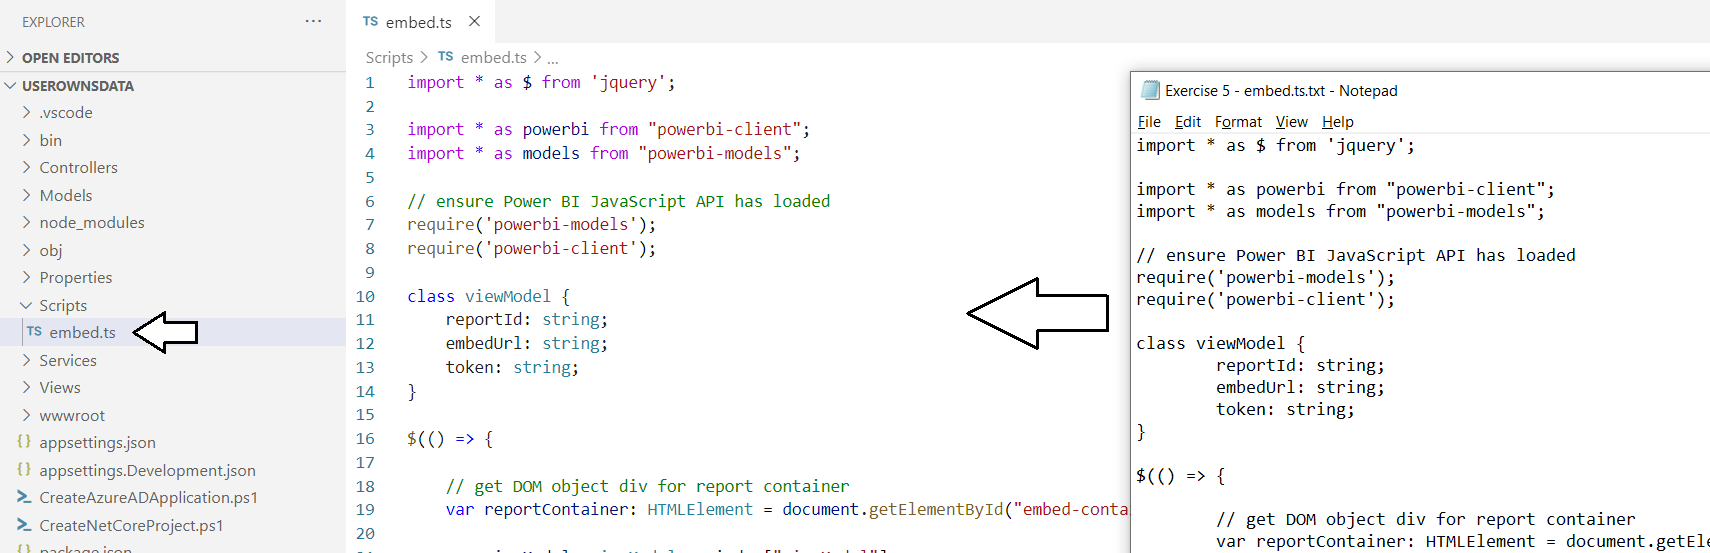 EXPLORER
OPEN EDITORS
USEROWNSDATA
.vscode
bin
Controllers
Models
node_modules
obj
Properties
Scripts
TS embed.ts
Services
Views
wwwroot
{} appsettings.json
{} appsettings.Development.json
CreateAzureADApplication.ps1
CreateNetCoreProject.ps1
package.json
TS embed.ts
Scripts > TS embed.ts > ...
1 import * as $ from 'jquery';
2
3 import * as powerbi from "powerbi-client";
4 import * as models from "powerbi-models";
5
6 // ensure Power BI JavaScript API has loaded
7 require('powerbi-models');
8 require('powerbi-client');
9
10 class viewModel {
11 reportId: string;
12 embedUrl: string;
13 token: string;
14 }
15
16 $(() => {
17
18 // get DOM object div for report container
19 var reportContainer: HTMLElement = document.getElementById("embed-conta
20
Exercise 5 - embed.ts.txt - Notepad
File Edit Format View Help
import * as $ from 'jquery';
import * as powerbi from "powerbi-client";
import * as models from "powerbi-models";
// ensure Power BI JavaScript API has loaded
require('powerbi-models');
require('powerbi-client');
class viewModel {
reportId: string;
embedUrl: string;
token: string;
}
$(() => {
// get DOM object div for report container
var reportContainer: HTMLElement = document.getEle